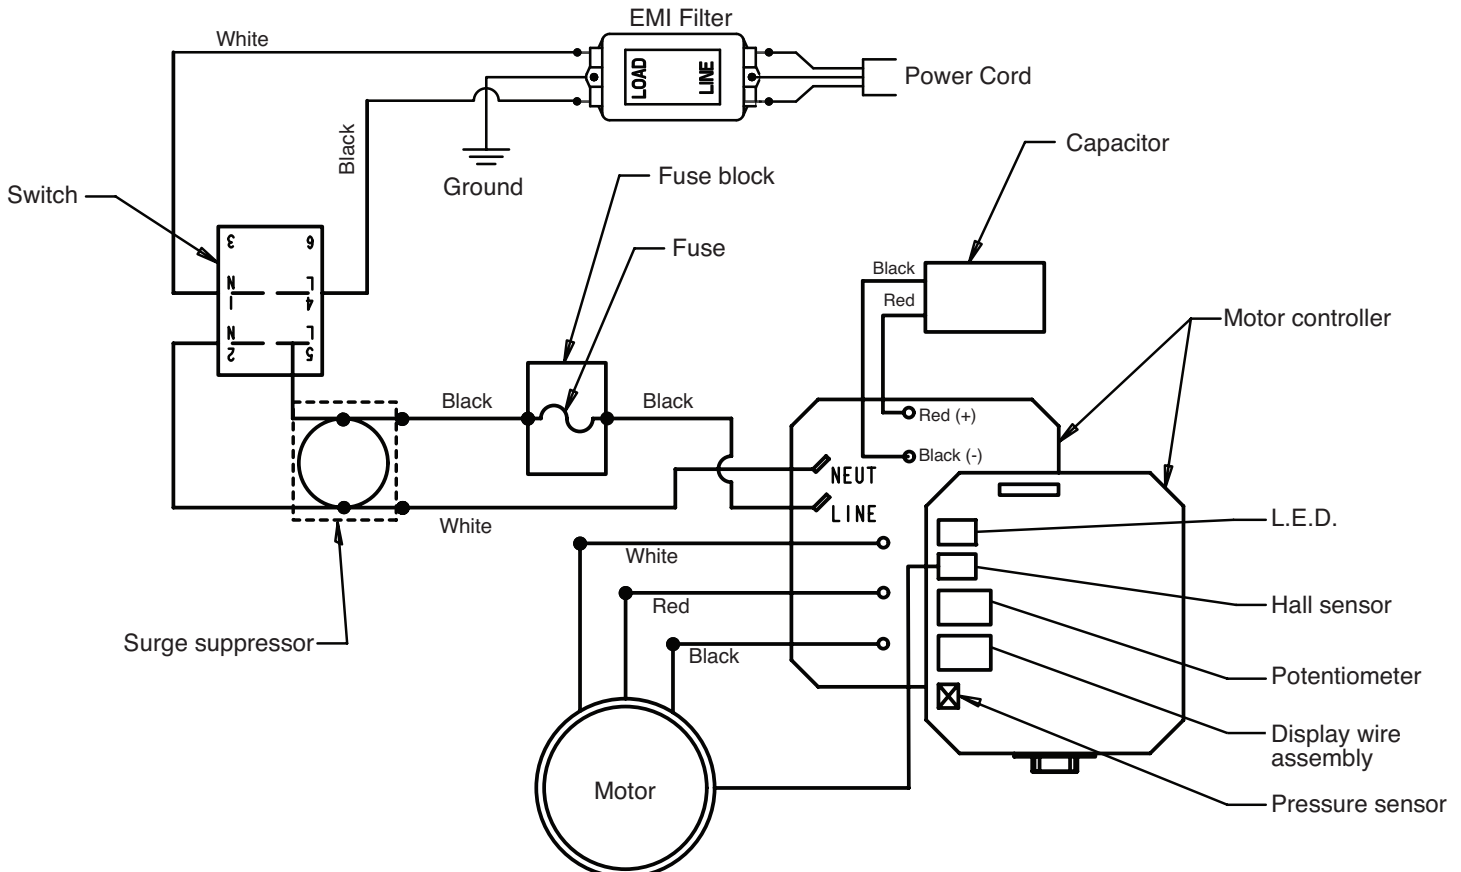 EMI Filter
White
LOAD
LINE
Power Cord
Black
Ground
Capacitor
Fuse block
Switch
3
6
Fuse
N
L
1
4
N
L
2
5
Black
Red
Motor controller
Black
Black
Red (+)
Black (-)
NEUT
LINE
White
L.E.D.
White
Red
Hall sensor
Surge suppressor
Black
Potentiometer
Display wire
assembly
Motor
Pressure sensor